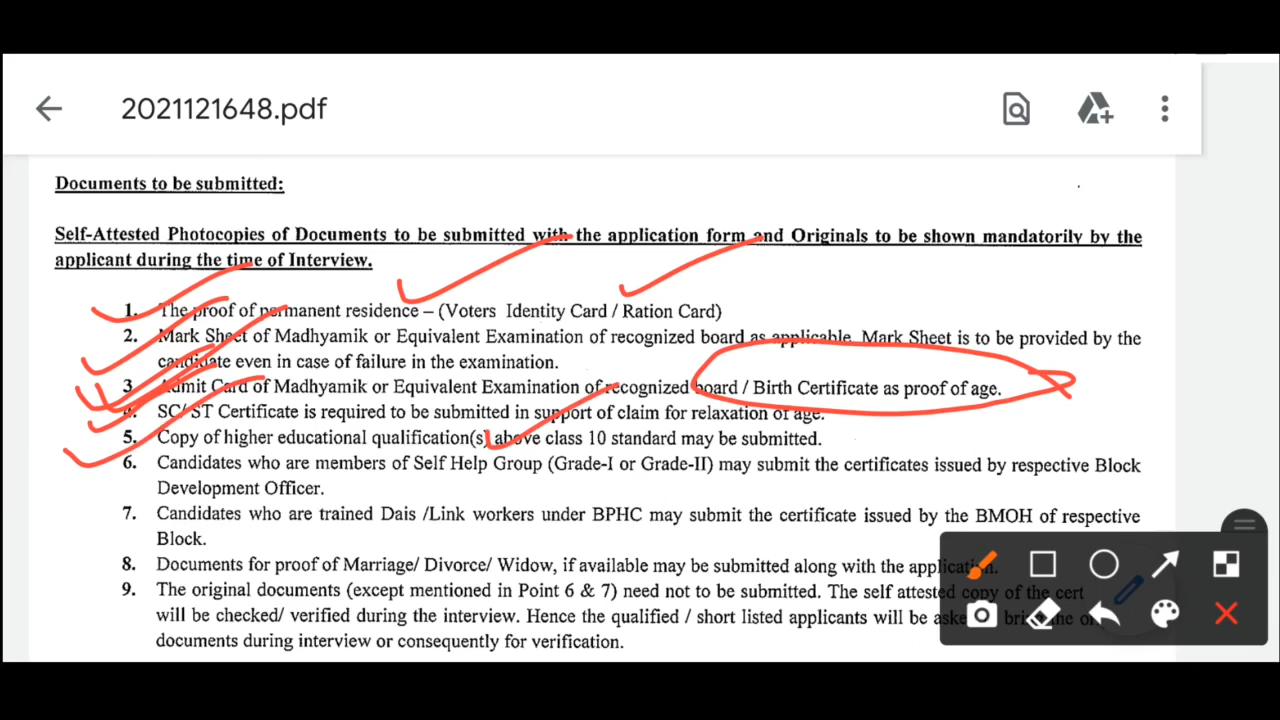 2021121648.pdf
Documents to be submitted:
Self-Attested Photocopies of Documents to be submitted with the application form and Originals to be shown mandatorily by the
applicant during the time of Interview.
1. The proof of permanent residence – (Voters Identity Card / Ration Card)
2. Mark Sheet of Madhyamik or Equivalent Examination of recognized board as applicable. Mark Sheet is to be provided by the
candidate even in case of failure in the examination.
3. Admit Card of Madhyamik or Equivalent Examination of recognized board / Birth Certificate as proof of age.
4. SC/ ST Certificate is required to be submitted in support of claim for relaxation of age.
5. Copy of higher educational qualification(s) above class 10 standard may be submitted.
6. Candidates who are members of Self Help Group (Grade-I or Grade-II) may submit the certificates issued by respective Block
Development Officer.
7. Candidates who are trained Dais /Link workers under BPHC may submit the certificate issued by the BMOH of respective
Block.
8. Documents for proof of Marriage/ Divorce/ Widow, if available may be submitted along with the application.
9. The original documents (except mentioned in Point 6 & 7) need not to be submitted. The self attested copy of the cert
will be checked/ verified during the interview. Hence the qualified / short listed applicants will be aske
documents during interview or consequently for verification.